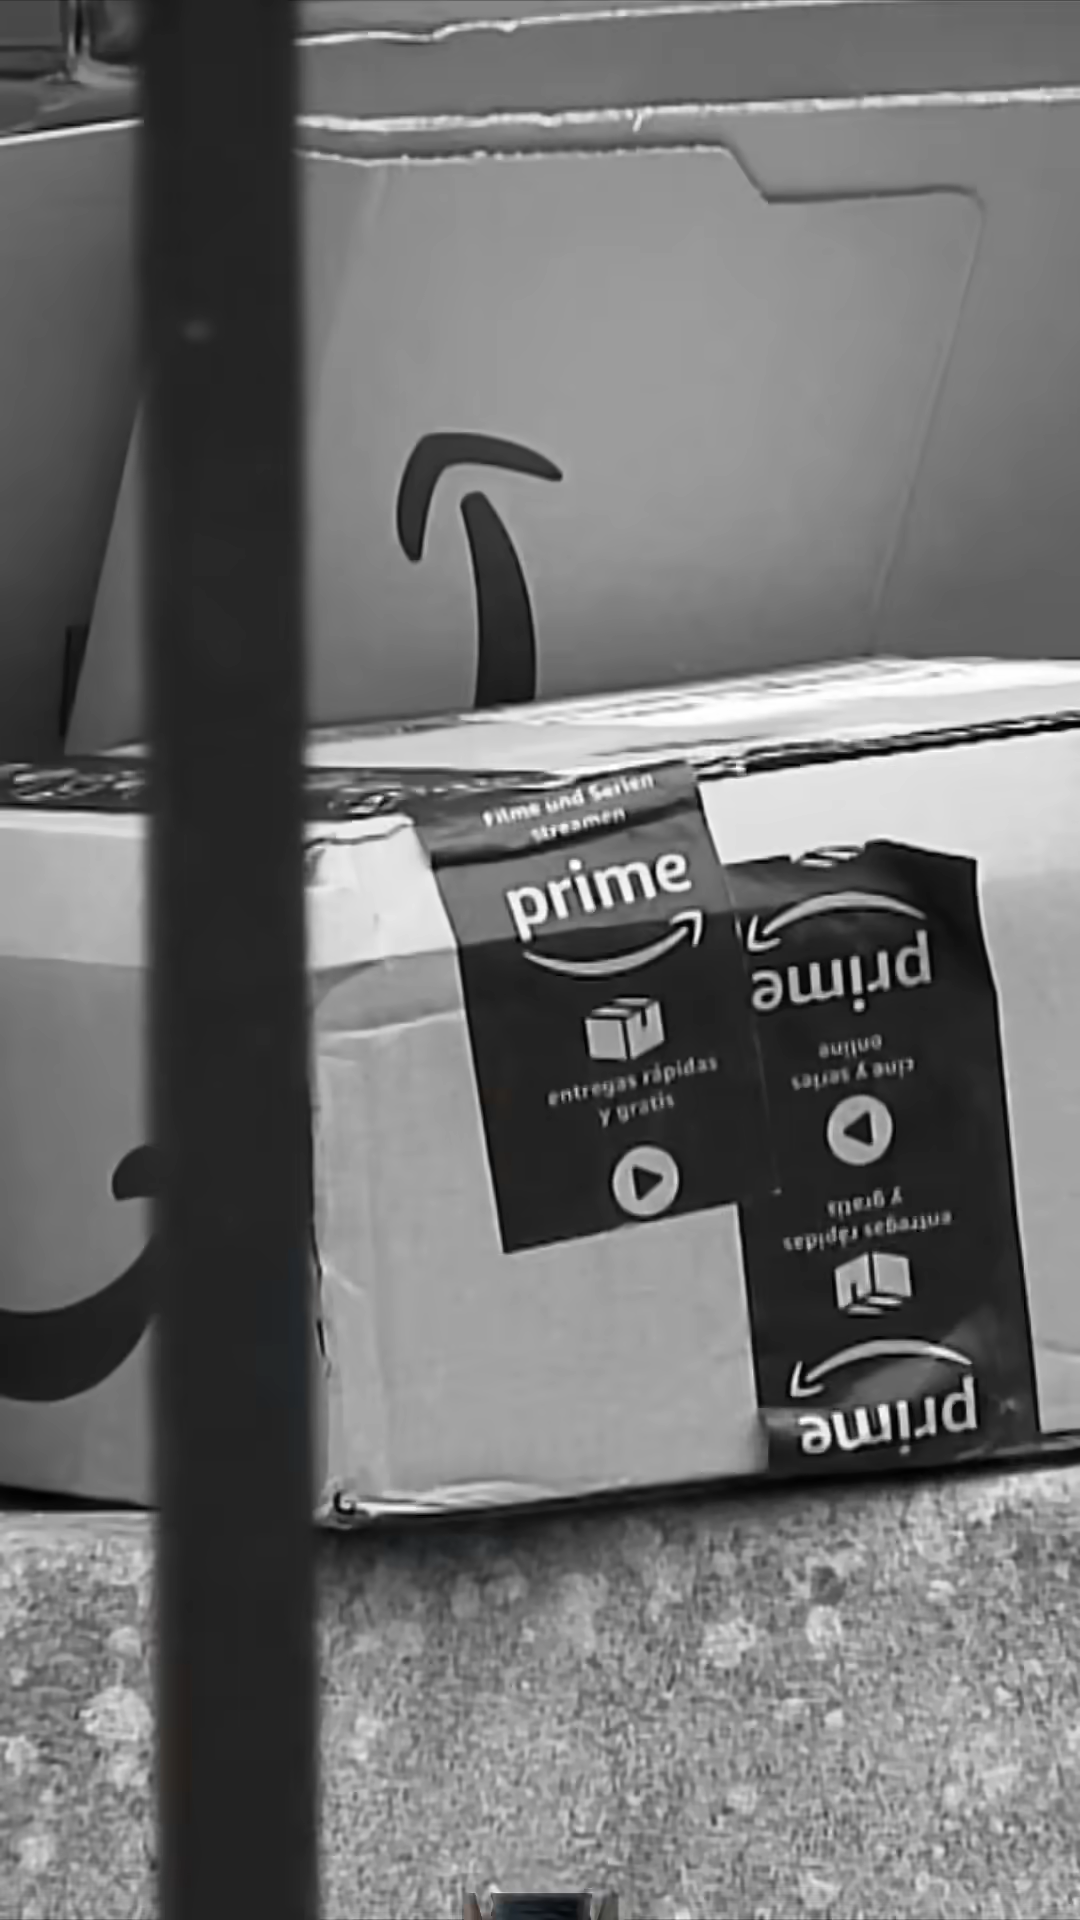 Filme und Serien
streamen
prime
entregas rápidas
y gratis
prime
entregas rápidas
y gratis
cine y series
online
prime